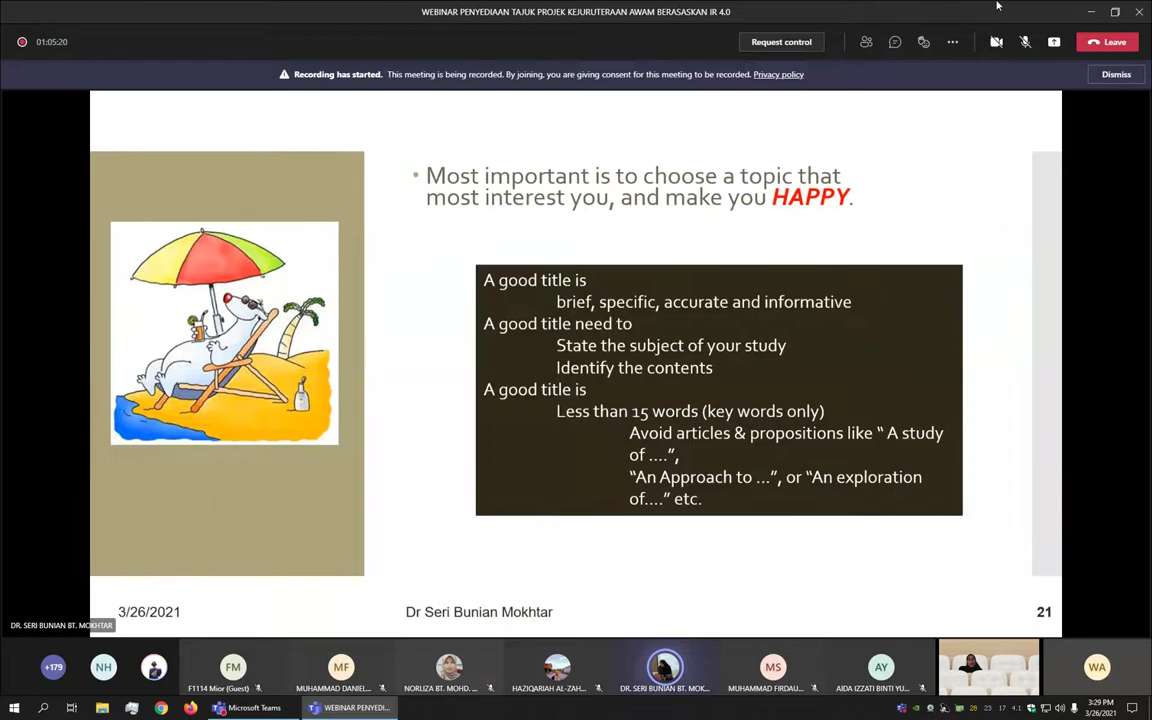 WEBINAR PENYEDIAAN TAJUK PROJEK KEJURUTERAAN AWAM BERASASKAN IR 4.0
01:05:20
Request control
Leave
Recording has started. This meeting is being recorded. By joining, you are giving consent for this meeting to be recorded. Privacy policy
Dismiss
• Most important is to choose a topic that
most interest you, and make you HAPPY.
A good title is
brief, specific, accurate and informative
A good title need to
State the subject of your study
Identify the contents
A good title is
Less than 15 words (key words only)
Avoid articles & propositions like “ A study
of ....”,
“An Approach to ...”, or “An exploration
of....” etc.
3/26/2021
Dr Seri Bunian Mokhtar
21
DR. SERI BUNIAN BT. MOKHTAR
+179
NH
FM
MF
MS
AY
WA
F1114 Mior (Guest)
MUHAMMAD DANIEL...
NORLIZA BT. MOHD. ...
HAZIQARIAH AL-ZAH...
DR. SERI BUNIAN BT. MOK...
MUHAMMAD FIRDAU...
AIDA IZZATI BINTI YU...
Microsoft Teams
WEBINAR PENYEDI...
28
23
17
4.1
3:29 PM
3/26/2021